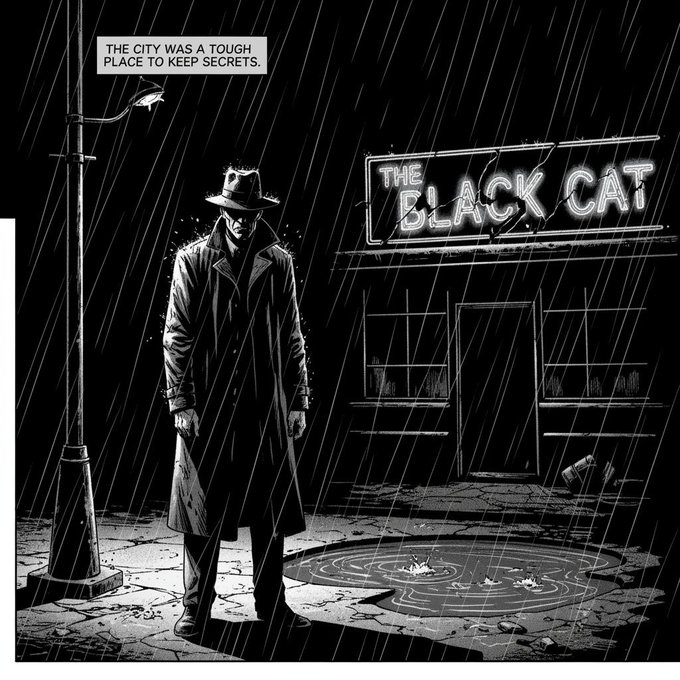 THE CITY WAS A TOUGH
PLACE TO KEEP SECRETS.
THE
BLACK CAT